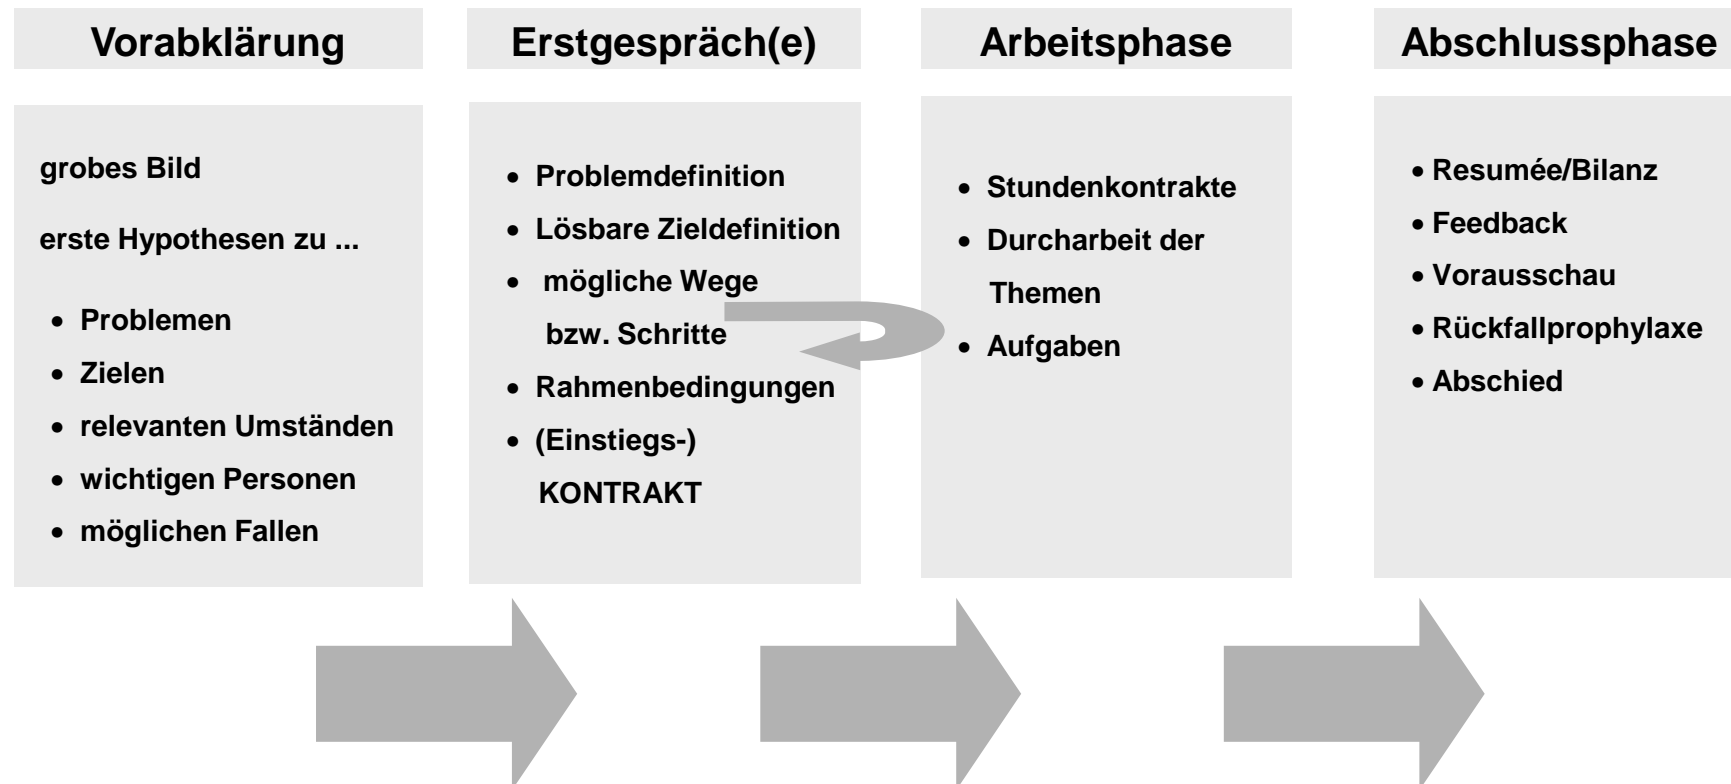 Vorabklärung
grobes Bild
erste Hypothesen zu ...
• Problemen
• Zielen
• relevanten Umständen
• wichtigen Personen
• möglichen Fallen
Erstgespräch(e)
• Problemdefinition
• Lösbare Zieldefinition
• mögliche Wege
bzw. Schritte
• Rahmenbedingungen
• (Einstiegs-)
KONTRAKT
Arbeitsphase
• Stundenkontrakte
• Durcharbeit der
Themen
• Aufgaben
Abschlussphase
• Resumée/Bilanz
• Feedback
• Vorausschau
• Rückfallprophylaxe
• Abschied